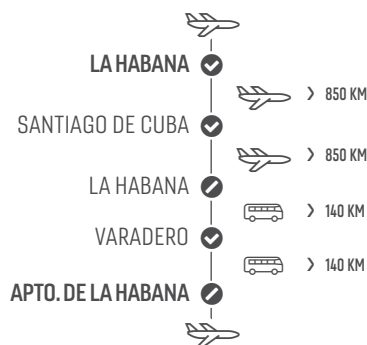 LA HABANA
› 850 KM
SANTIAGO DE CUBA
› 850 KM
LA HABANA
› 140 KM
VARADERO
› 140 KM
APTO. DE LA HABANA